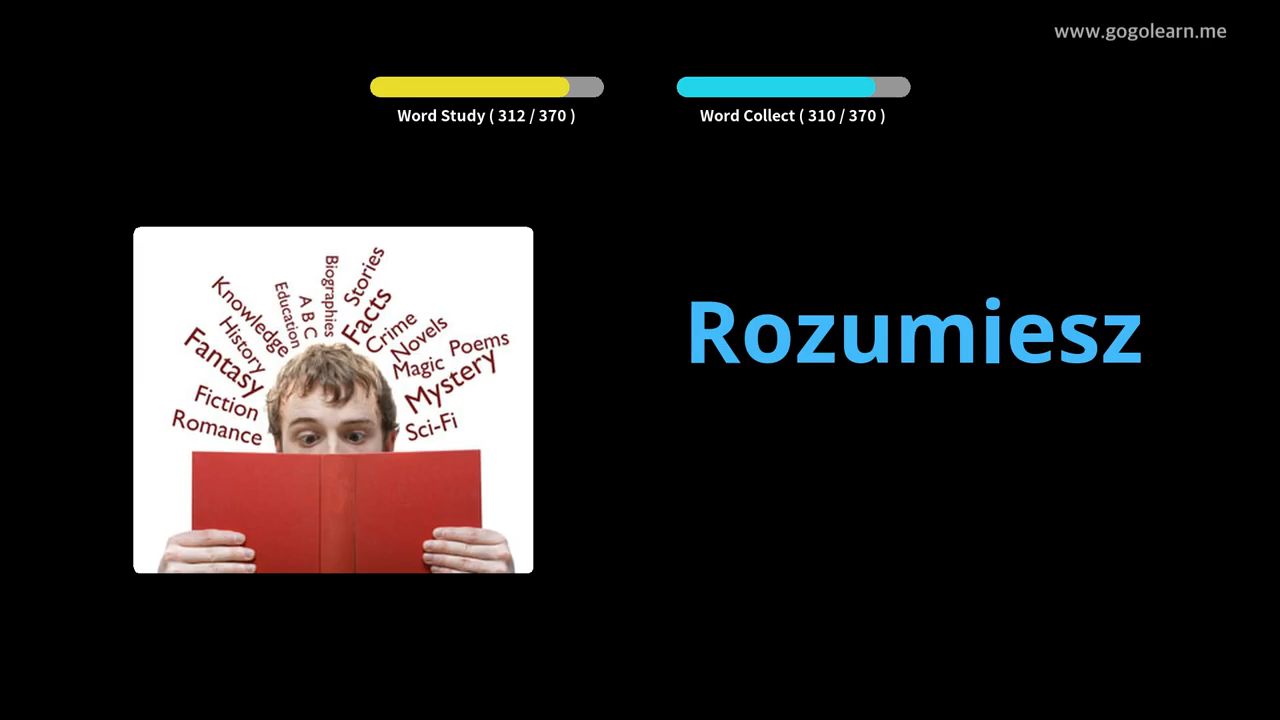 www.gogolearn.me
Word Study ( 312 / 370 )
Word Collect ( 310 / 370 )
Rozumiesz
Knowledge
History
Fantasy
Fiction
Romance
Education
A B C
Biographies
Stories
Facts
Crime
Novels
Magic
Poems
Mystery
Sci-Fi